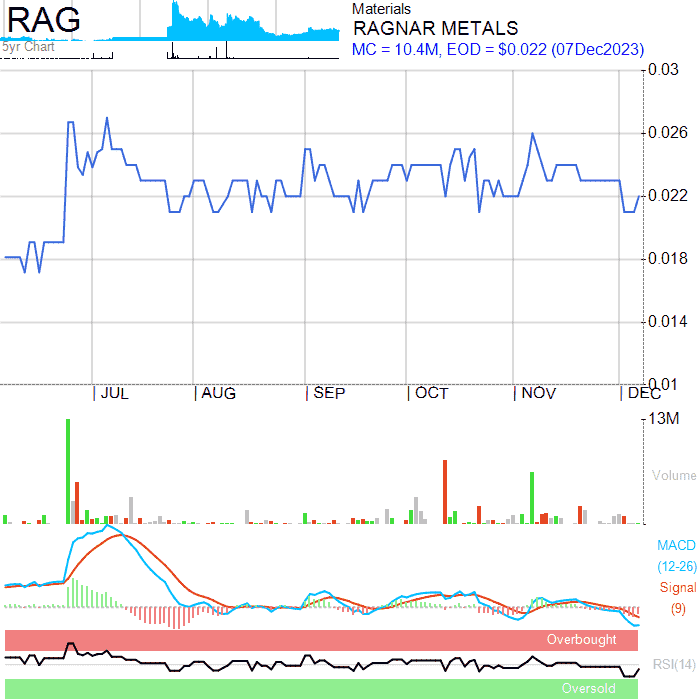 RAG
5yr Chart
Materials
RAGNAR METALS
MC = 10.4M, EOD = $0.022 (07Dec2023)
0.03
0.026
0.022
0.018
0.014
0.01
JUL AUG SEP OCT NOV DEC
13M
Volume
MACD
(12-26)
Signal
(9)
Overbought
RSI(14)
Oversold